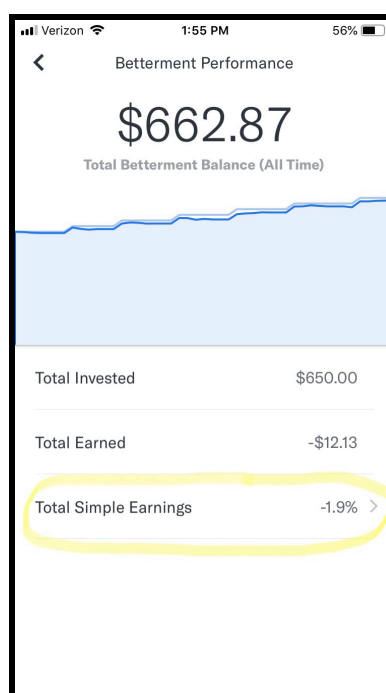 Verizon 1:55 PM 56%
Betterment Performance
$662.87
Total Betterment Balance (All Time)
Total Invested $650.00
Total Earned -$12.13
Total Simple Earnings -1.9%